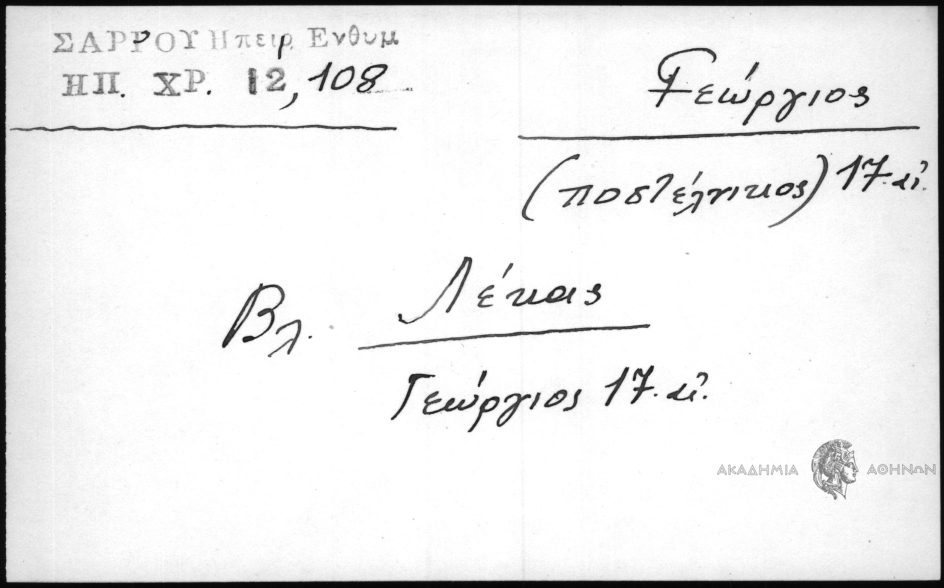 ΣΑΡΡΟΥ Ηπειρ. Ενθυμ
ΗΠ. ΧΡ. 12, 108
Γεώργιος
(ποστέλνικος) 17. αἰ.
Βλ. Λέκας
Γεώργιος 17. αἰ.
ΑΚΑΔΗΜΙΑ ΑΘΗΝΩΝ